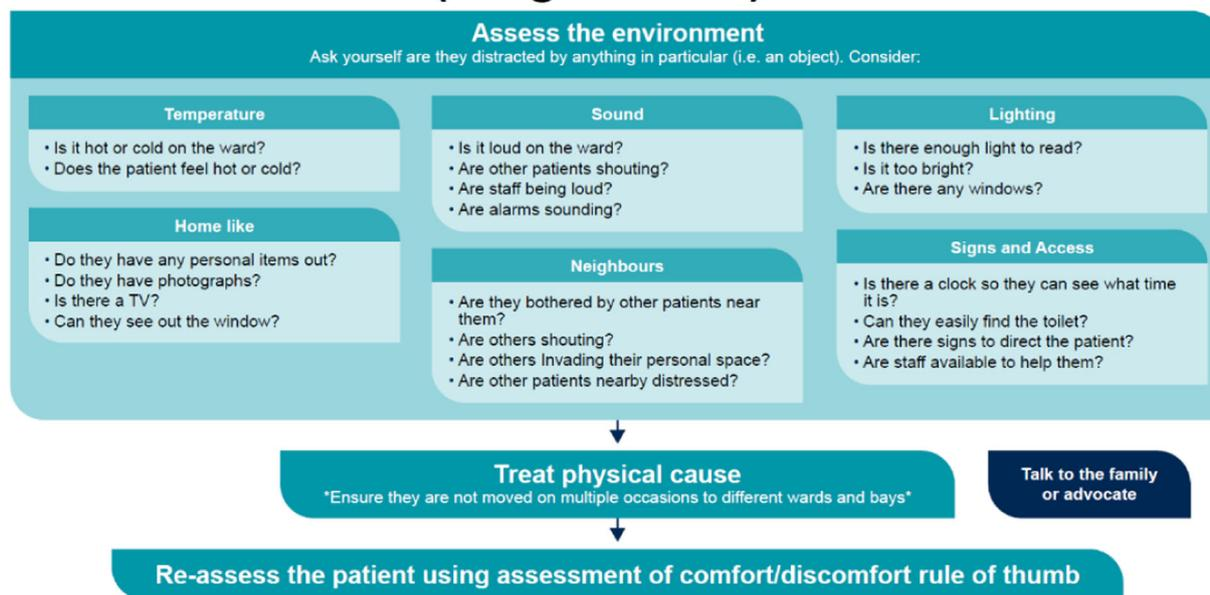 Assess the environment
Ask yourself are they distracted by anything in particular (i.e. an object). Consider:
Temperature
• Is it hot or cold on the ward?
• Does the patient feel hot or cold?
Home like
• Do they have any personal items out?
• Do they have photographs?
• Is there a TV?
• Can they see out the window?
Sound
• Is it loud on the ward?
• Are other patients shouting?
• Are staff being loud?
• Are alarms sounding?
Neighbours
• Are they bothered by other patients near
them?
• Are others shouting?
• Are others Invading their personal space?
• Are other patients nearby distressed?
Lighting
• Is there enough light to read?
• Is it too bright?
• Are there any windows?
Signs and Access
• Is there a clock so they can see what time
it is?
• Can they easily find the toilet?
• Are there signs to direct the patient?
• Are staff available to help them?
Treat physical cause
*Ensure they are not moved on multiple occasions to different wards and bays*
Talk to the family
or advocate
Re-assess the patient using assessment of comfort/discomfort rule of thumb